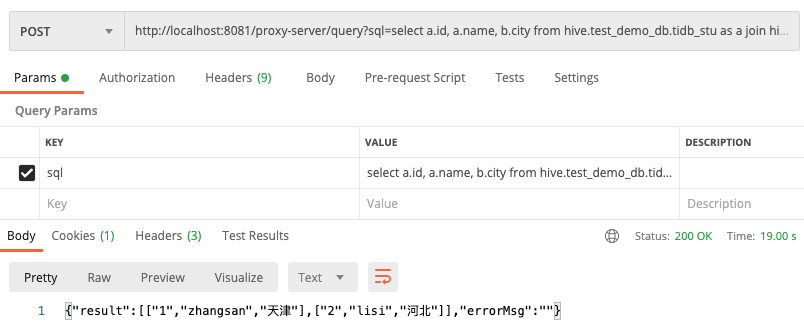 POST http://localhost:8081/proxy-server/query?sql=select a.id, a.name, b.city from hive.test_demo_db.tidb_stu as a join hi...
Params Authorization Headers (9) Body Pre-request Script Tests Settings
Query Params
KEY VALUE DESCRIPTION
sql select a.id, a.name, b.city from hive.test_demo_db.tid...
Key Value Description
Body Cookies (1) Headers (3) Test Results Status: 200 OK Time: 19.00 s
Pretty Raw Preview Visualize Text
1 {"result":[["1","zhangsan","天津"],["2","lisi","河北"]],"errorMsg":""}